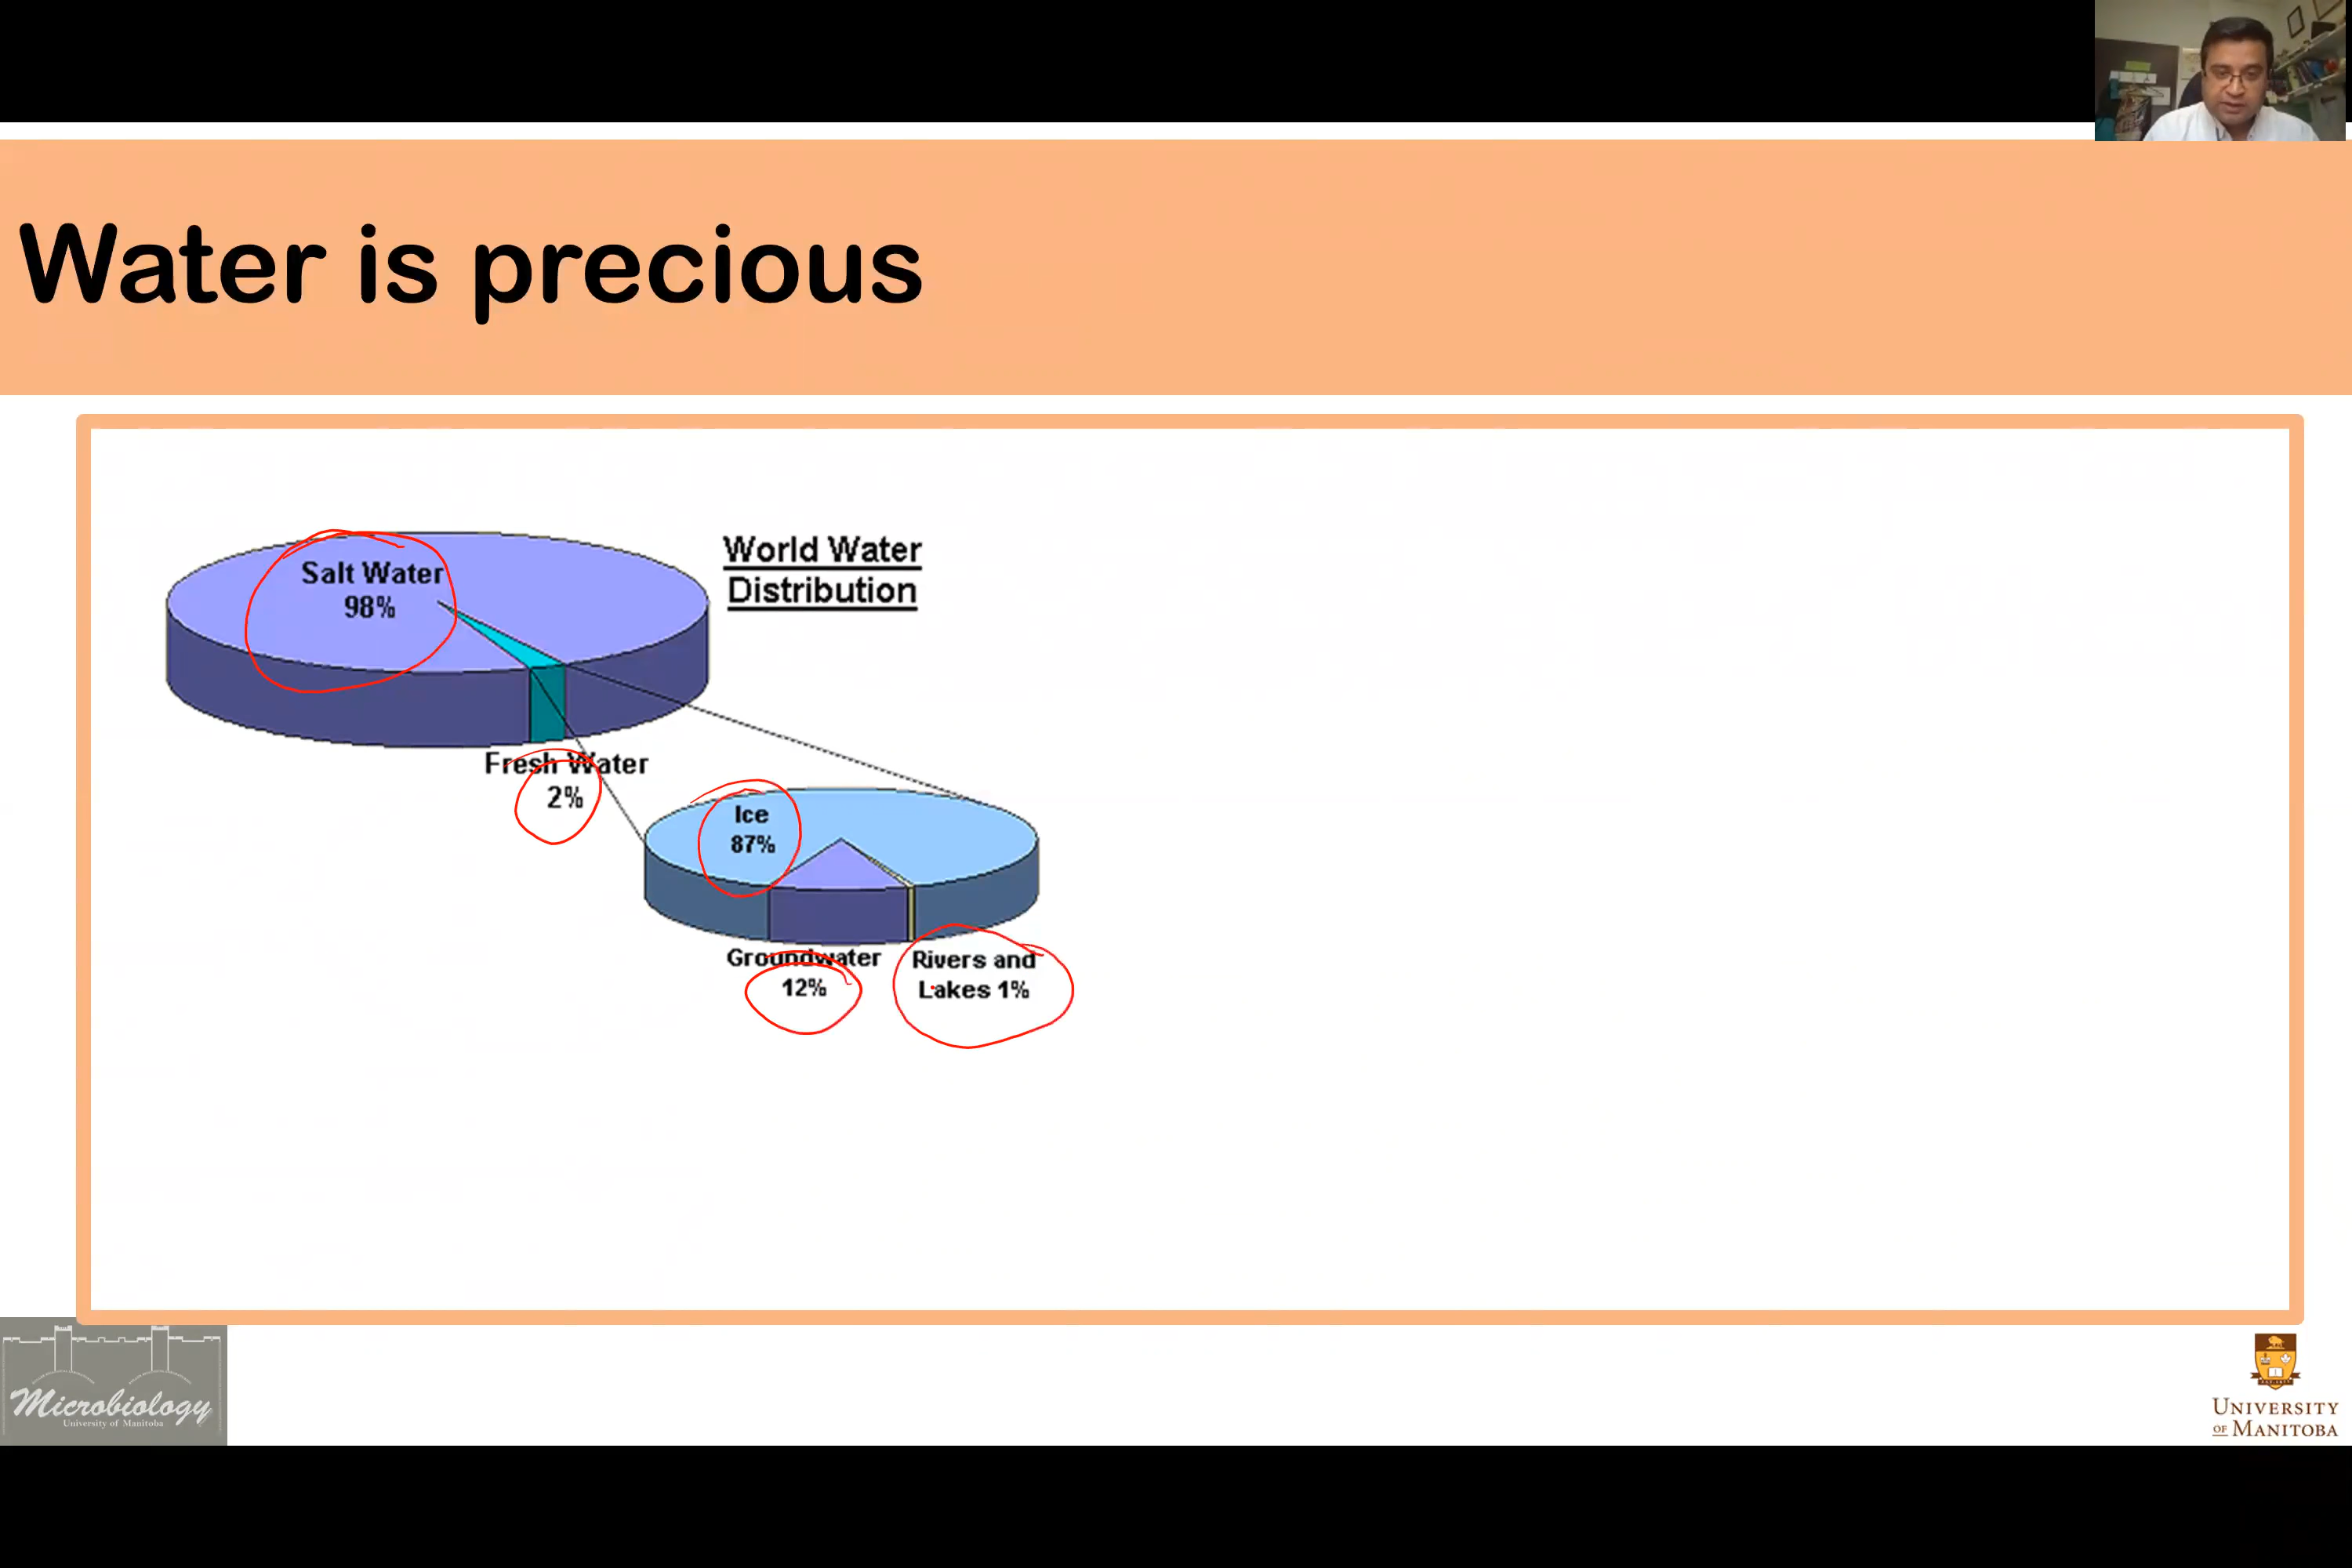 Water is precious
World Water
Distribution
Salt Water
98%
Fresh Water
2%
Ice
87%
Groundwater
12%
Rivers and
Lakes 1%
Microbiology
University of Manitoba
UNIVERSITY
OF MANITOBA